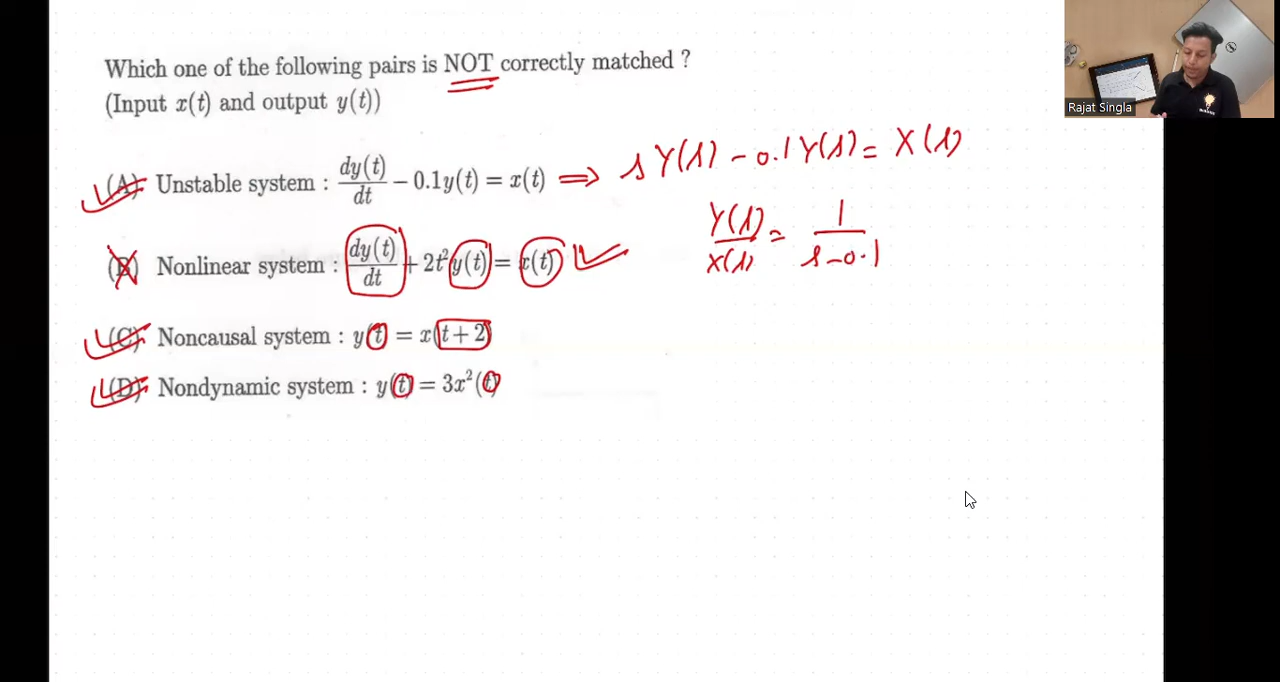 Which one of the following pairs is NOT correctly matched ?
(Input x(t) and output y(t))
(A) Unstable system : dy(t)/dt − 0.1y(t) = x(t) ⇒ sY(s) − 0.1Y(s) = X(s)
Y(s)/X(s) = 1/(s−0.1)
(B) Nonlinear system : dy(t)/dt + 2t²y(t) = x(t) ✓
(C) Noncausal system : y(t) = x(t + 2)
(D) Nondynamic system : y(t) = 3x²(t)
Rajat Singla